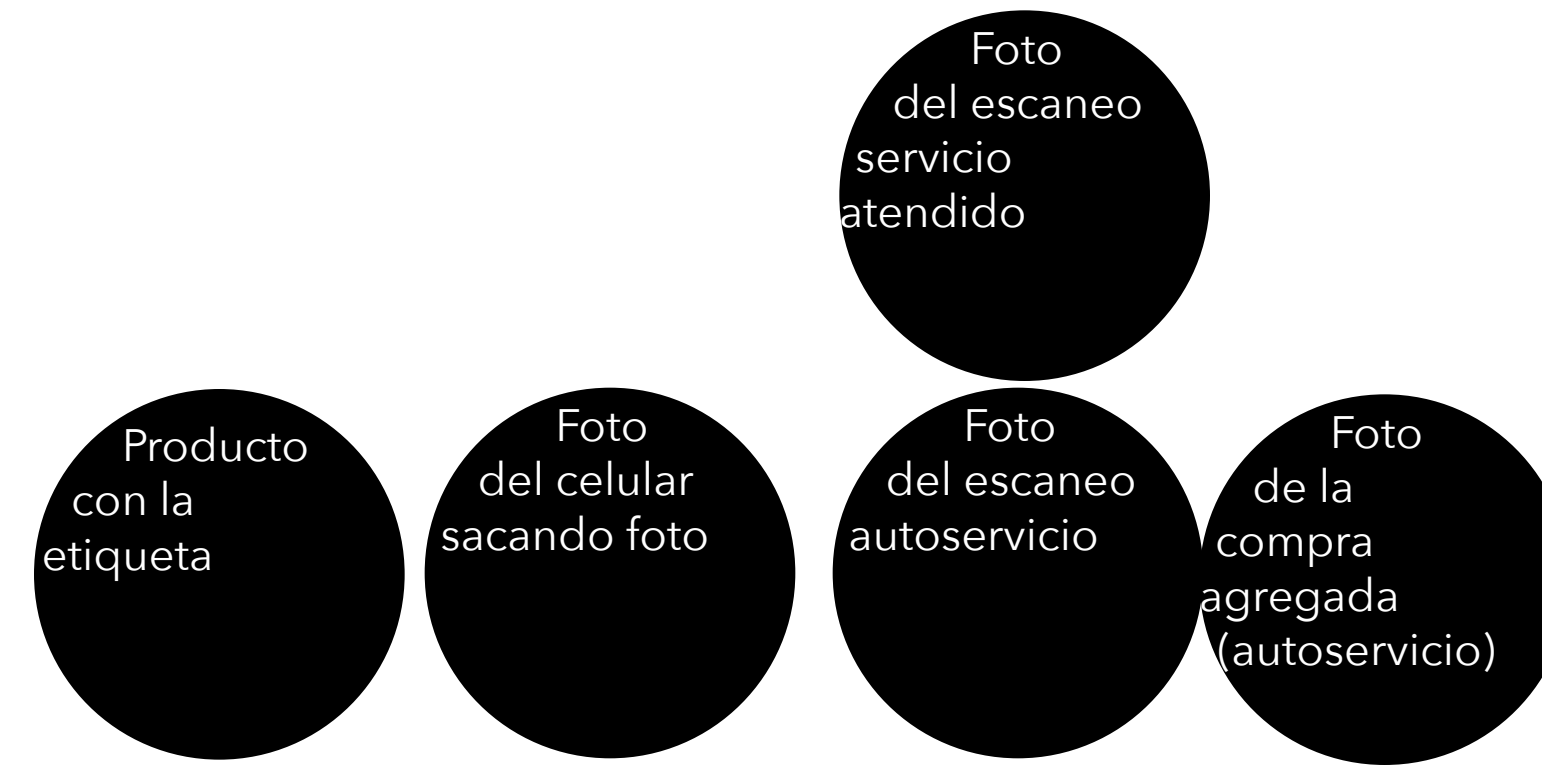 Foto
del escaneo
servicio
atendido
Producto
con la
etiqueta
Foto
del celular
sacando foto
Foto
del escaneo
autoservicio
Foto
de la
compra
agregada
(autoservicio)